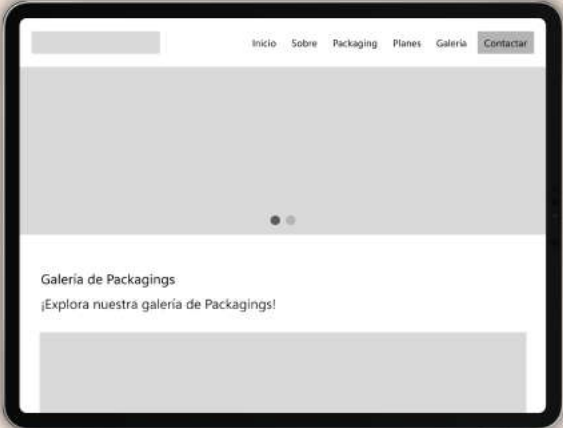 Inicio Sobre Packaging Planes Galería Contactar
Galería de Packagings
¡Explora nuestra galería de Packagings!